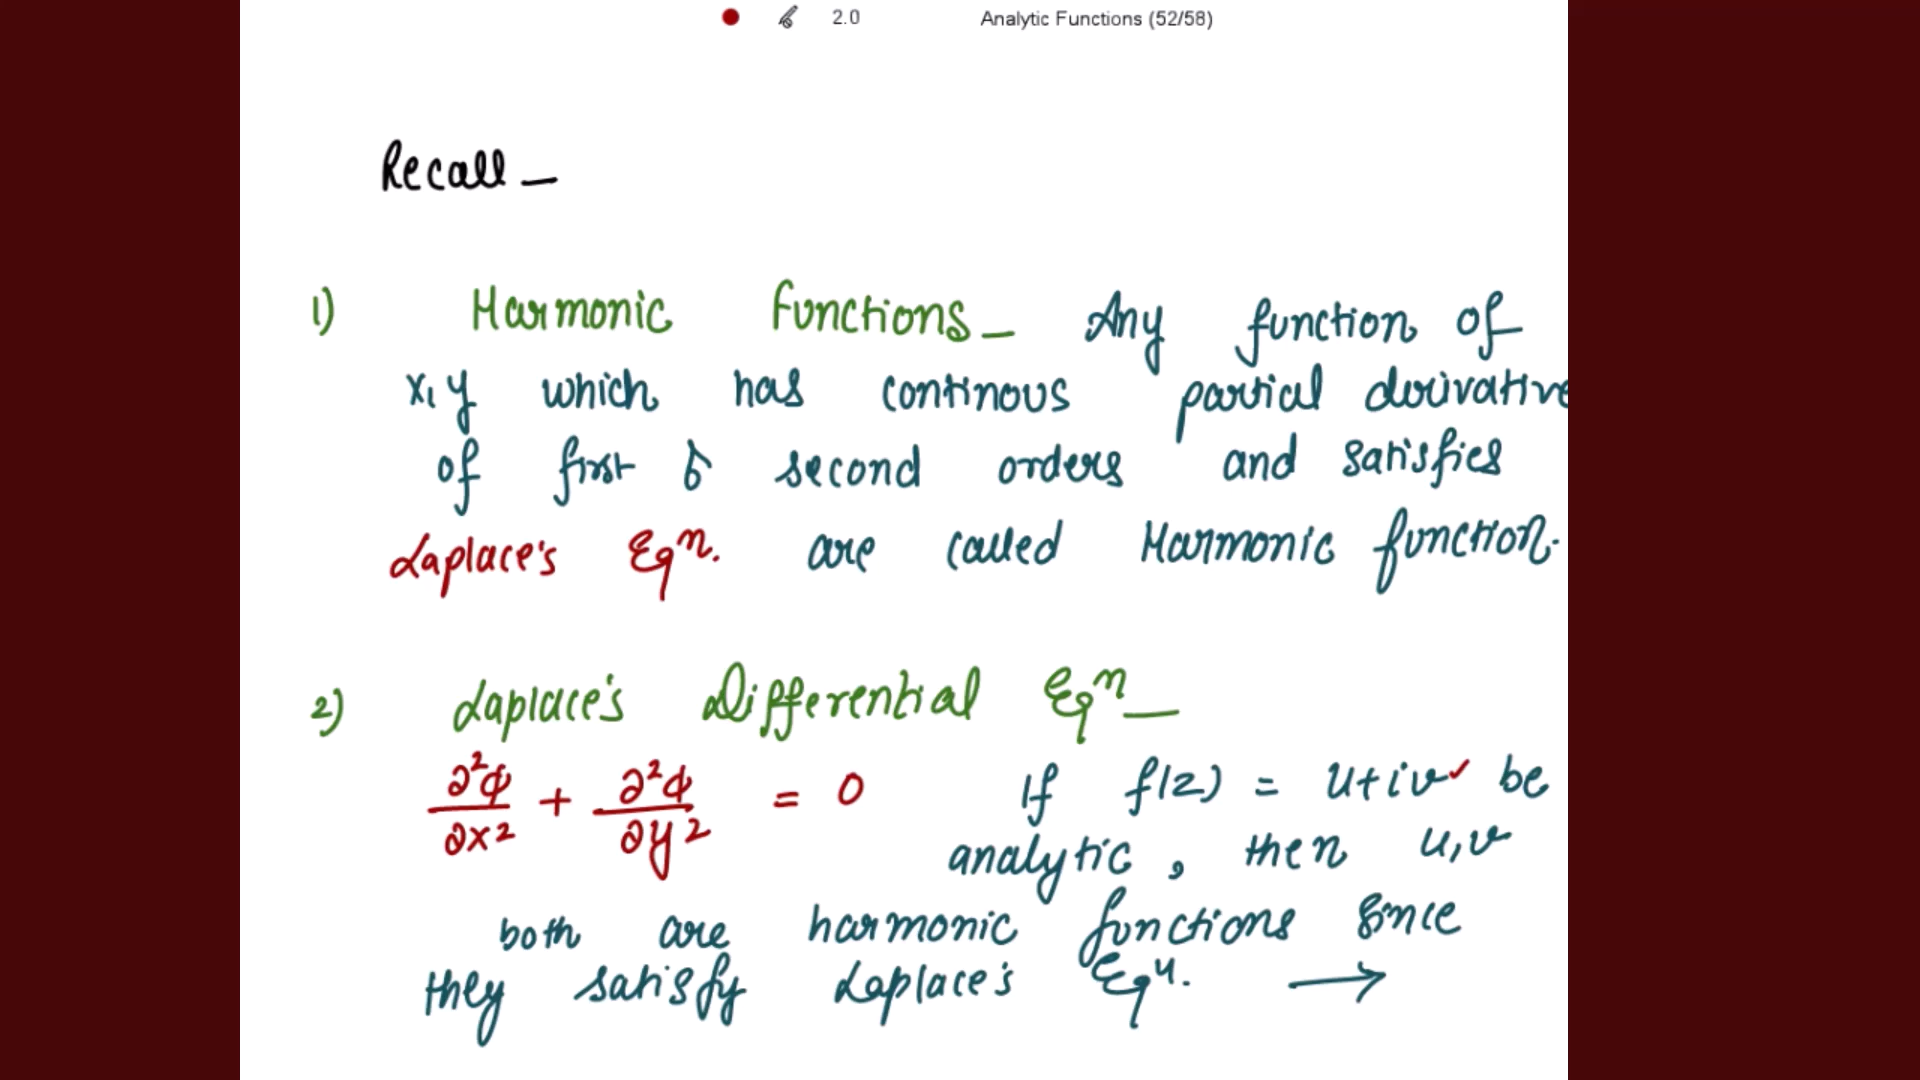 2.0 Analytic Functions (52/58)
Recall -
1) Harmonic Functions - Any function of
x, y which has continous partial derivative
of first & second orders and satisfies
Laplace's Eqⁿ. are called Harmonic function.
2) Laplace's Differential Eqⁿ -
∂²ϕ/∂x² + ∂²ϕ/∂y² = 0 If f(z) = u+iv ✓ be
analytic, then u, v
both are harmonic functions since
they satisfy Laplace's Eqⁿ. →